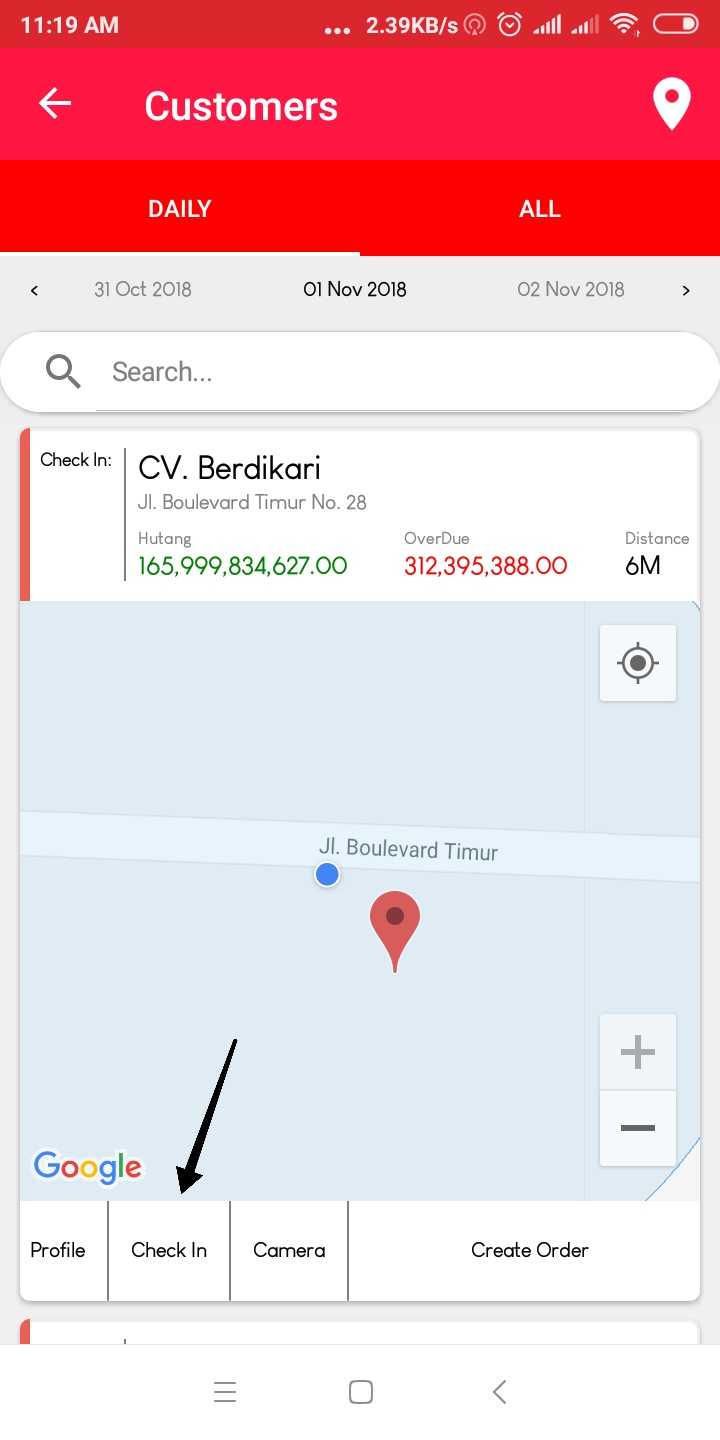 11:19 AM ... 2.39KB/s
Customers
DAILY ALL
< 31 Oct 2018 01 Nov 2018 02 Nov 2018 >
Search...
Check In: CV. Berdikari
Jl. Boulevard Timur No. 28
Hutang OverDue Distance
165,999,834,627.00 312,395,388.00 6M
Jl. Boulevard Timur
Google
Profile Check In Camera Create Order